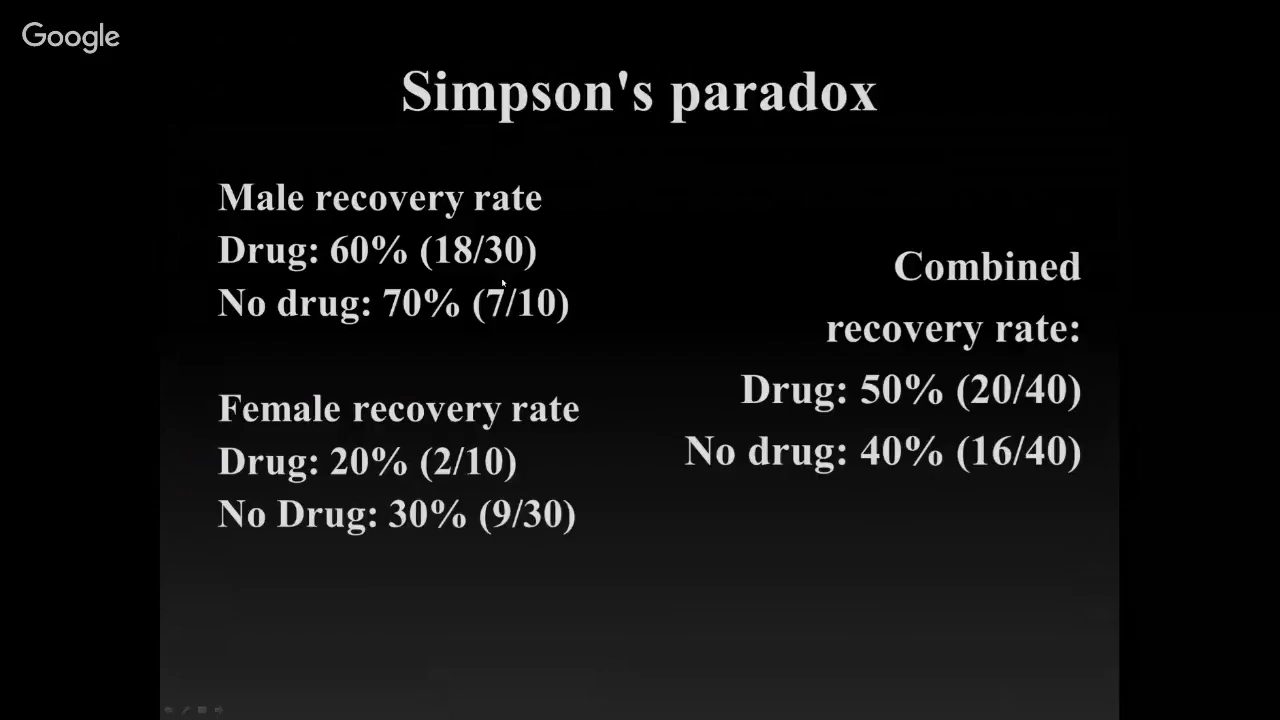 Google
Simpson's paradox
Male recovery rate
Drug: 60% (18/30)
No drug: 70% (7/10)
Female recovery rate
Drug: 20% (2/10)
No Drug: 30% (9/30)
Combined
recovery rate:
Drug: 50% (20/40)
No drug: 40% (16/40)